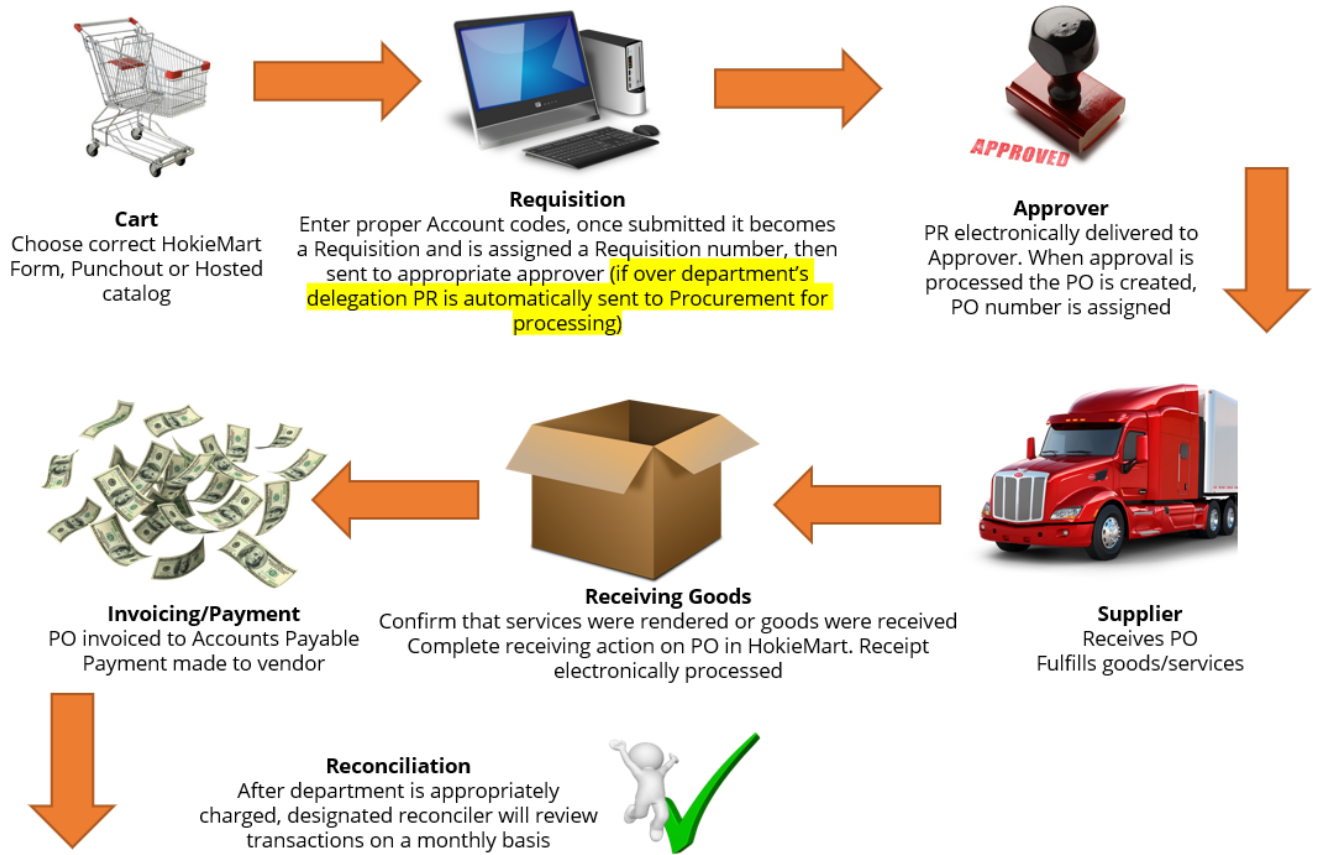 APPROVED
Cart
Choose correct HokieMart
Form, Punchout or Hosted
catalog
Requisition
Enter proper Account codes, once submitted it becomes
a Requisition and is assigned a Requisition number, then
sent to appropriate approver (if over department's
delegation PR is automatically sent to Procurement for
processing)
Approver
PR electronically delivered to
Approver. When approval is
processed the PO is created,
PO number is assigned
Invoicing/Payment
PO invoiced to Accounts Payable
Payment made to vendor
Receiving Goods
Confirm that services were rendered or goods were received
Complete receiving action on PO in HokieMart. Receipt
electronically processed
Supplier
Receives PO
Fulfills goods/services
Reconciliation
After department is appropriately
charged, designated reconciler will review
transactions on a monthly basis